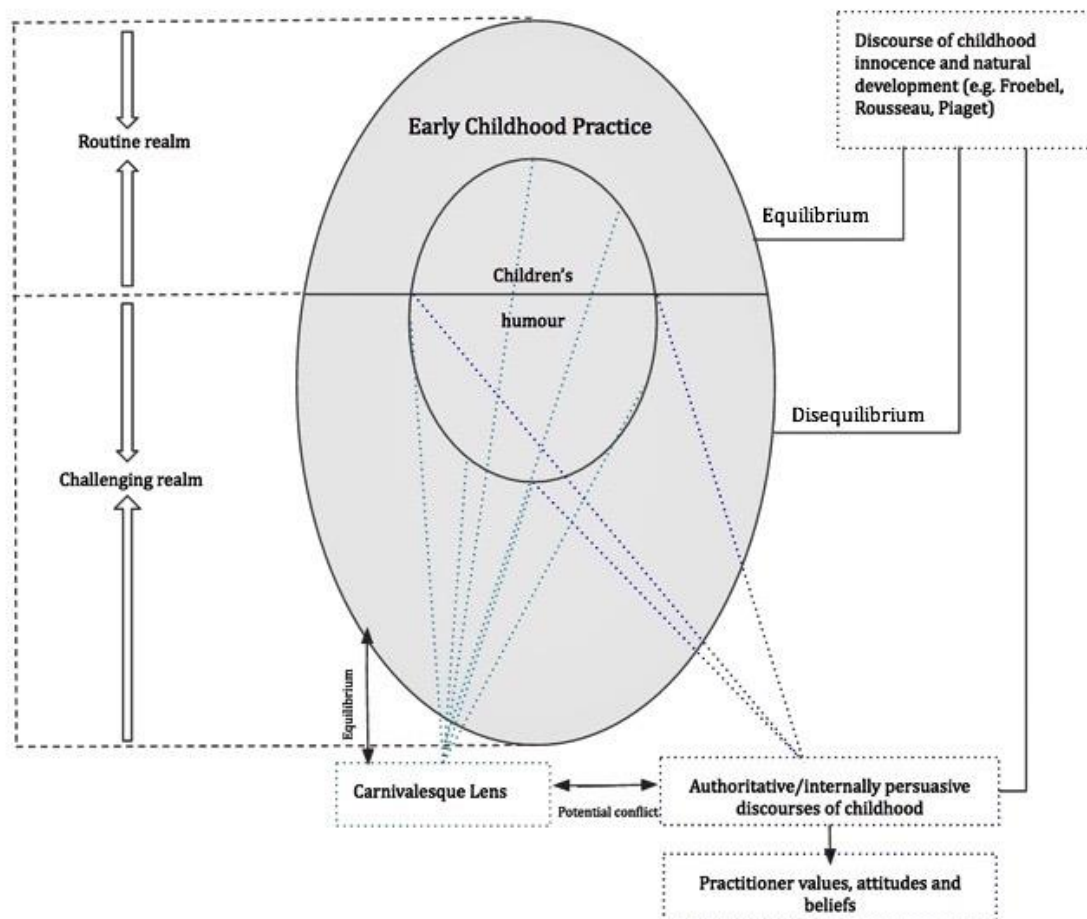 Discourse of childhood
innocence and natural
development (e.g. Froebel,
Rousseau, Piaget)
Early Childhood Practice
Routine realm
Equilibrium
Children's
humour
Disequilibrium
Challenging realm
Equilibrium
Carnivalesque Lens
Potential conflict
Authoritative/internally persuasive
discourses of childhood
Practitioner values, attitudes and
beliefs